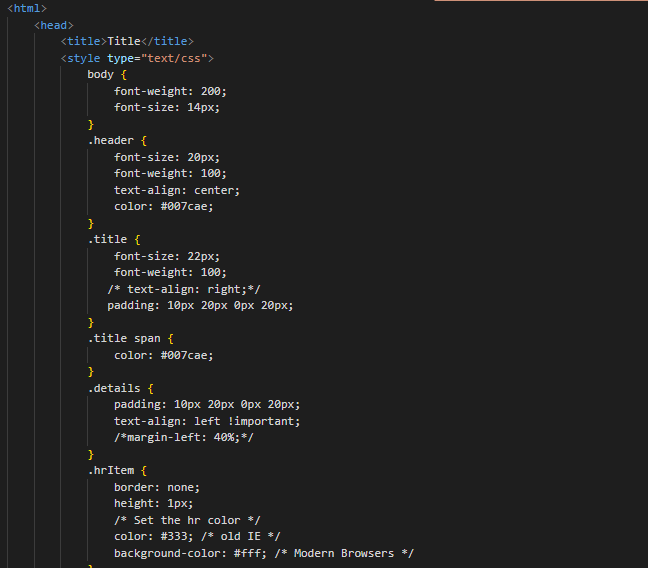 <html>
<head>
<title>Title</title>
<style type="text/css">
body {
font-weight: 200;
font-size: 14px;
}
.header {
font-size: 20px;
font-weight: 100;
text-align: center;
color: #007cae;
}
.title {
font-size: 22px;
font-weight: 100;
/* text-align: right;*/
padding: 10px 20px 0px 20px;
}
.title span {
color: #007cae;
}
.details {
padding: 10px 20px 0px 20px;
text-align: left !important;
/*margin-left: 40%;*/
}
.hrItem {
border: none;
height: 1px;
/* Set the hr color */
color: #333; /* old IE */
background-color: #fff; /* Modern Browsers */
}